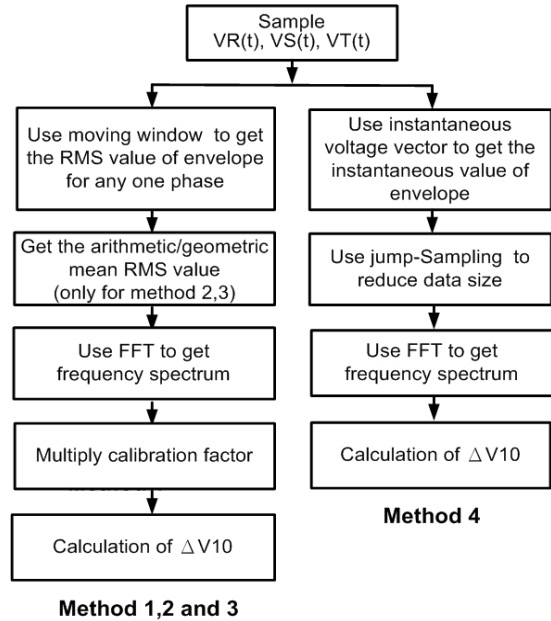 Sample
VR(t), VS(t), VT(t)
Use moving window to get
the RMS value of envelope
for any one phase
Get the arithmetic/geometric
mean RMS value
(only for method 2,3)
Use FFT to get
frequency spectrum
Multiply calibration factor
Calculation of △V10
Method 1,2 and 3
Use instantaneous
voltage vector to get the
instantaneous value of
envelope
Use jump-Sampling to
reduce data size
Use FFT to get
frequency spectrum
Calculation of △V10
Method 4